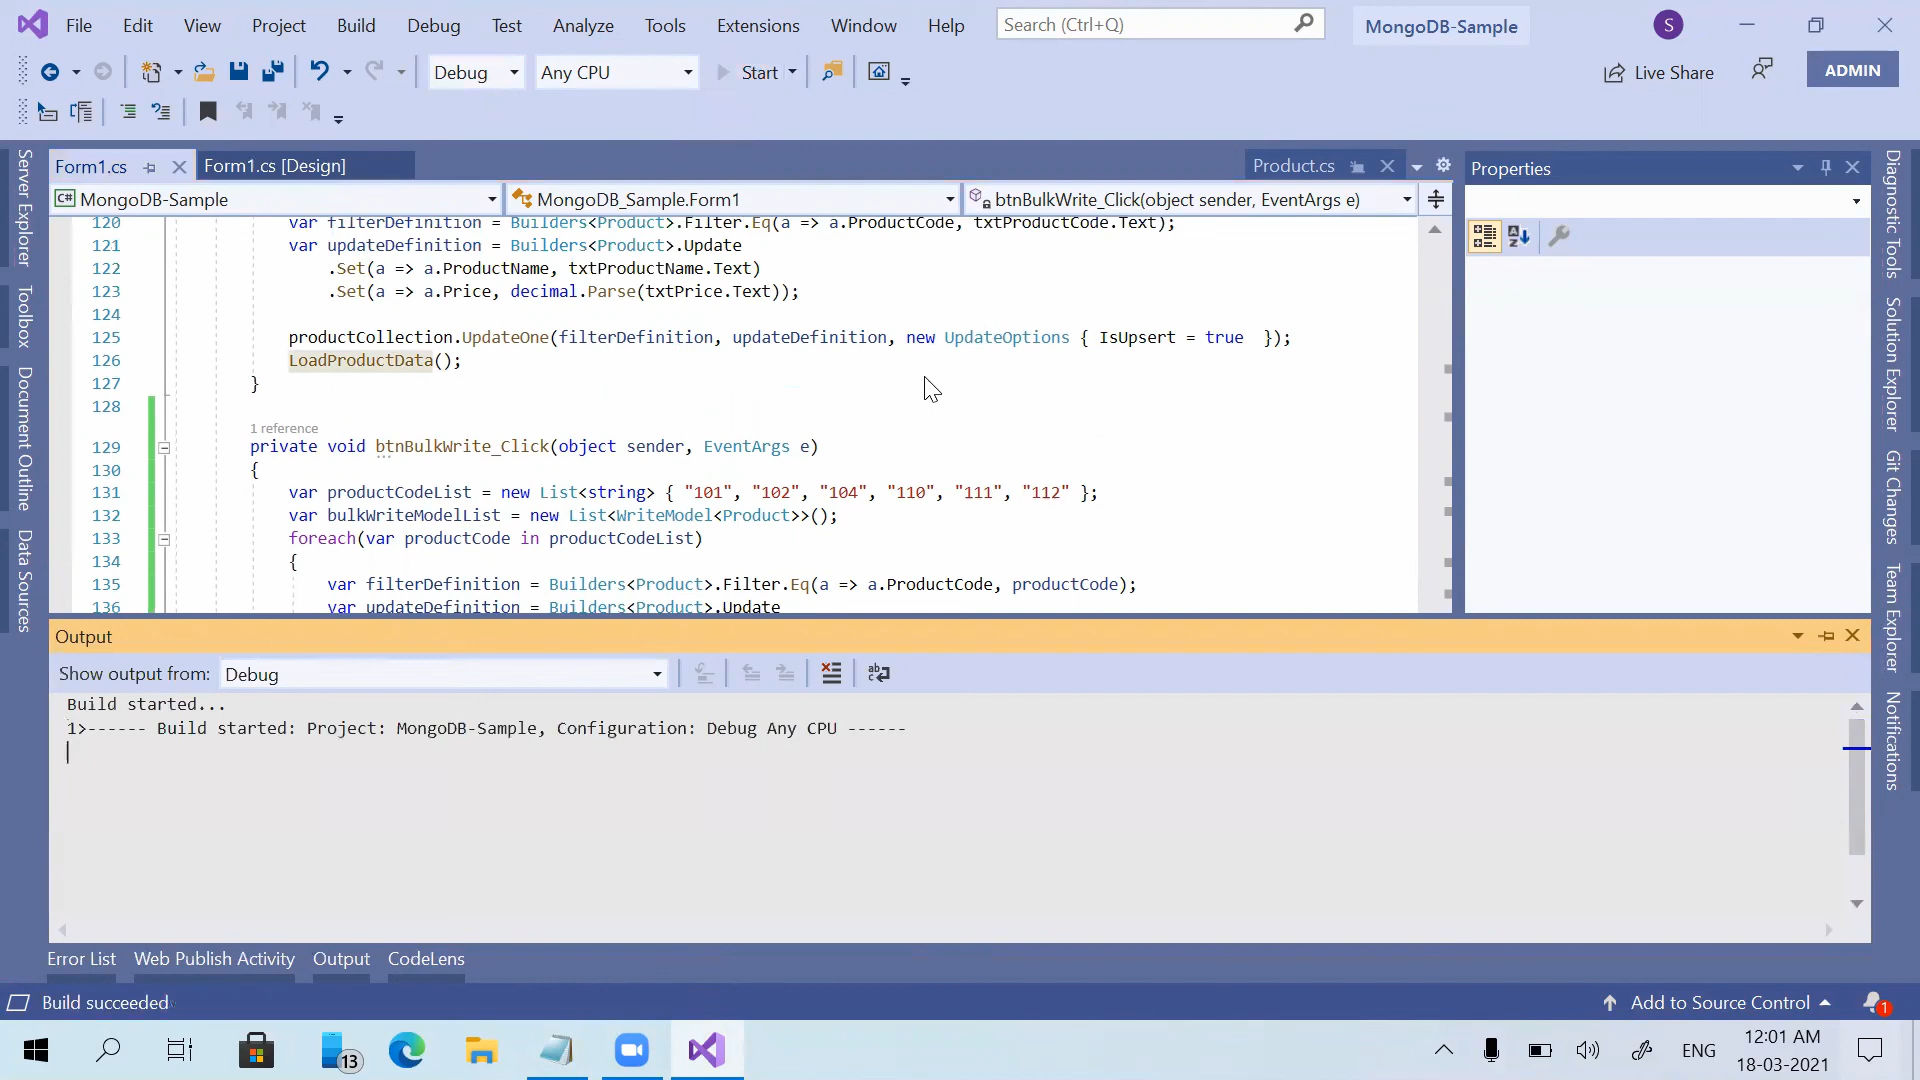 File Edit View Project Build Debug Test Analyze Tools Extensions Window Help Search (Ctrl+Q) MongoDB-Sample S
Debug Any CPU Start Live Share ADMIN
Form1.cs Form1.cs [Design] Product.cs Properties
C# MongoDB-Sample MongoDB_Sample.Form1 btnBulkWrite_Click(object sender, EventArgs e)
120 var filterDefinition = Builders<Product>.Filter.Eq(a => a.ProductCode, txtProductCode.Text);
121 var updateDefinition = Builders<Product>.Update
122 .Set(a => a.ProductName, txtProductName.Text)
123 .Set(a => a.Price, decimal.Parse(txtPrice.Text));
124
125 productCollection.UpdateOne(filterDefinition, updateDefinition, new UpdateOptions { IsUpsert = true });
126 LoadProductData();
127 }
128
1 reference
129 private void btnBulkWrite_Click(object sender, EventArgs e)
130 {
131 var productCodeList = new List<string> { "101", "102", "104", "110", "111", "112" };
132 var bulkWriteModelList = new List<WriteModel<Product>>();
133 foreach(var productCode in productCodeList)
134 {
135 var filterDefinition = Builders<Product>.Filter.Eq(a => a.ProductCode, productCode);
136 var updateDefinition = Builders<Product>.Update
Server Explorer
Toolbox
Document Outline
Data Sources
Diagnostic Tools
Solution Explorer
Git Changes
Team Explorer
Notifications
Output
Show output from: Debug
Build started...
1>------ Build started: Project: MongoDB-Sample, Configuration: Debug Any CPU ------
Error List Web Publish Activity Output CodeLens
Build succeeded Add to Source Control 1
13 ENG 12:01 AM
18-03-2021